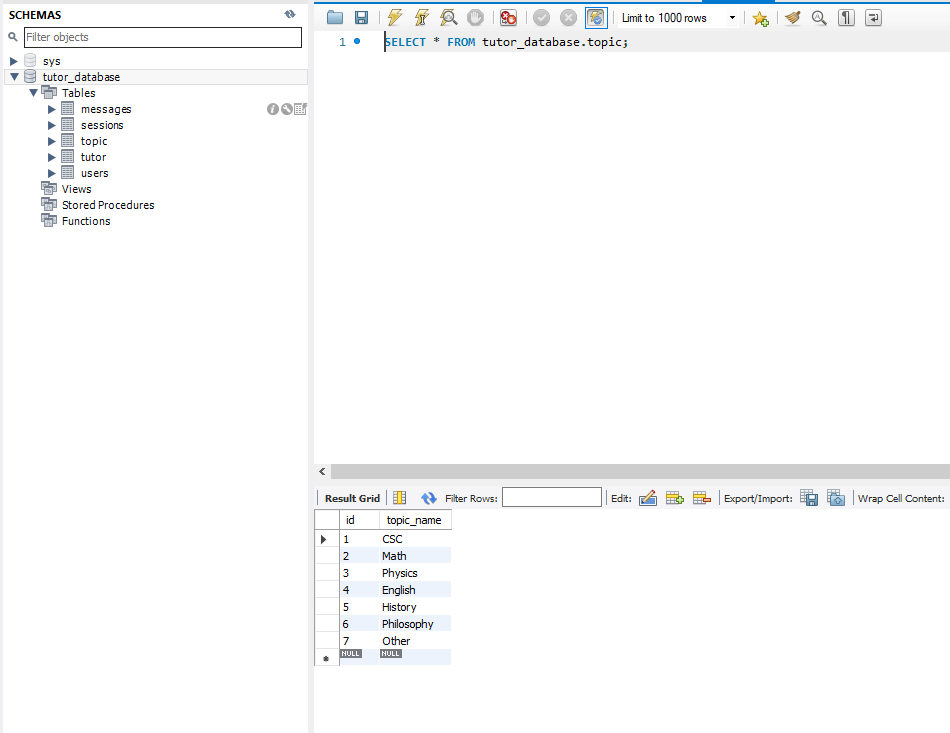 SCHEMAS
Filter objects
sys
tutor_database
Tables
messages
sessions
topic
tutor
users
Views
Stored Procedures
Functions
Limit to 1000 rows
1 SELECT * FROM tutor_database.topic;
Result Grid Filter Rows: Edit: Export/Import: Wrap Cell Content:
id topic_name
1 CSC
2 Math
3 Physics
4 English
5 History
6 Philosophy
7 Other
NULL NULL